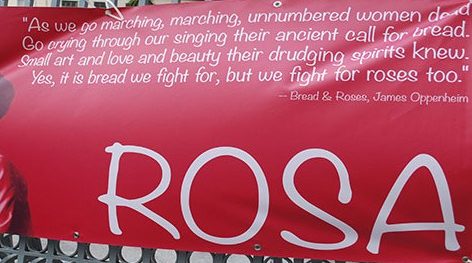 "As we go marching, marching, unnumbered women dead
Go crying through our singing their ancient call for bread.
Small art and love and beauty their drudging spirits knew.
Yes, it is bread we fight for, but we fight for roses too."
-- Bread & Roses, James Oppenheim
ROSA